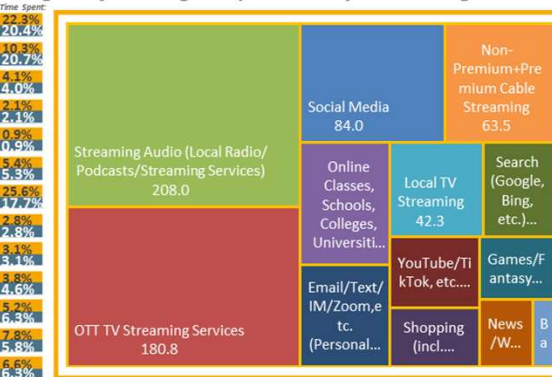 Time Spent:
22.3%
20.4%
10.3%
20.7%
4.1%
4.0%
2.1%
2.1%
0.9%
0.9%
5.4%
5.3%
25.6%
17.7%
2.8%
2.8%
3.1%
3.1%
3.8%
4.6%
5.2%
6.3%
7.8%
5.8%
6.6%
6.3%
Streaming Audio (Local Radio/
Podcasts/Streaming Services)
208.0
OTT TV Streaming Services
180.8
Social Media
84.0
Non-
Premium+Pre
mium Cable
Streaming
63.5
Online
Classes,
Schools,
Colleges,
Universiti...
Local TV
Streaming
42.3
Search
(Google,
Bing,
etc.)...
Email/Text/
IM/Zoom,e
tc.
(Personal...
YouTube/Ti
kTok, etc....
Games/F
antasy...
Shopping
(incl....
News
/W...
B
a